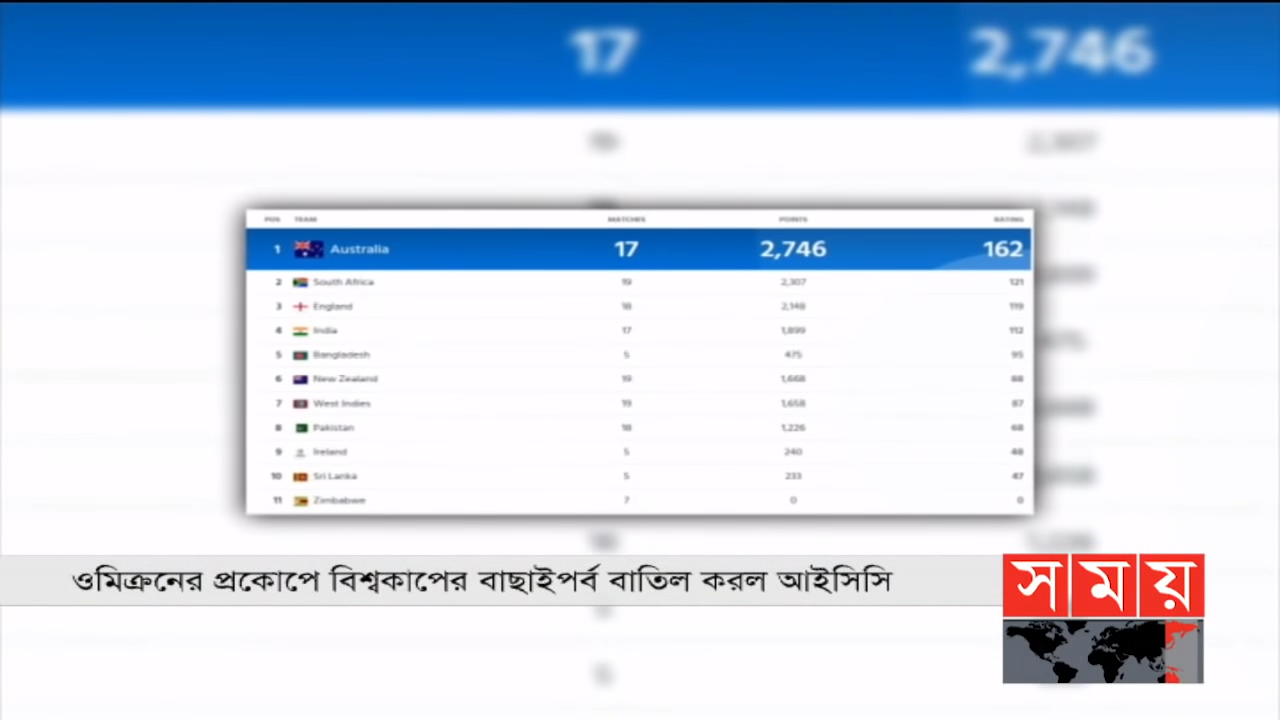 17 2,746
POS TEAM MATCHES POINTS RATING
1 Australia 17 2,746 162
2 South Africa 19 2,307 121
3 England 18 2,148 119
4 India 17 1,899 112
5 Bangladesh 5 475 95
6 New Zealand 19 1,668 88
7 West Indies 19 1,658 87
8 Pakistan 18 1,226 68
9 Ireland 5 240 48
10 Sri Lanka 5 233 47
11 Zimbabwe 7 0 0
ওমিক্রনের প্রকোপে বিশ্বকাপের বাছাইপর্ব বাতিল করল আইসিসি
সময়